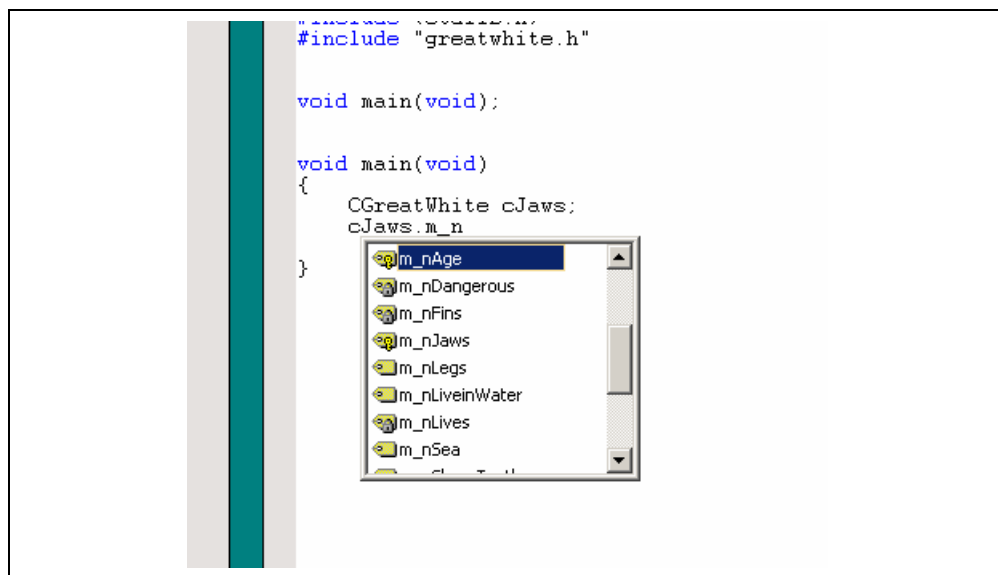 #include "greatwhite.h"
void main(void);
void main(void)
{
CGreatWhite cJaws;
cJaws.m_n
m_nAge
m_nDangerous
m_nFins
m_nJaws
m_nLegs
m_nLiveinWater
m_nLives
m_nSea
}